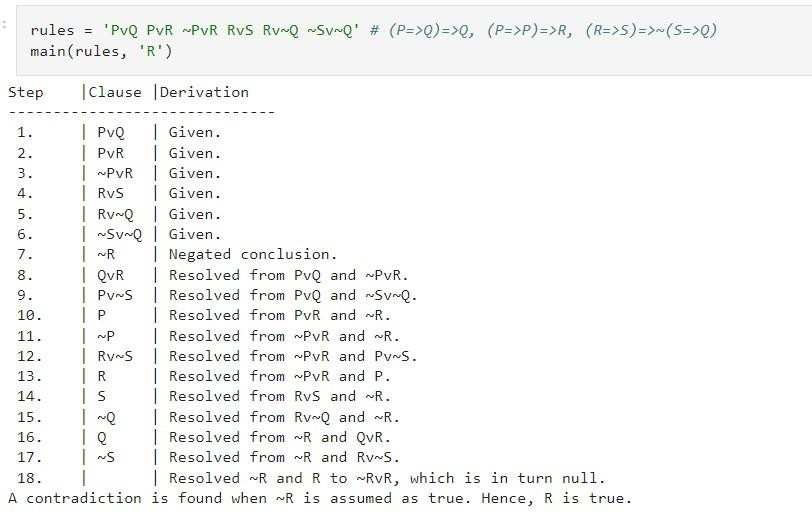 rules = 'PvQ PvR ~PvR RvS Rv~Q ~Sv~Q' # (P=>Q)=>Q, (P=>P)=>R, (R=>S)=>~(S=>Q)
main(rules, 'R')
Step |Clause |Derivation
------------------------------
1. | PvQ | Given.
2. | PvR | Given.
3. | ~PvR | Given.
4. | RvS | Given.
5. | Rv~Q | Given.
6. | ~Sv~Q | Given.
7. | ~R | Negated conclusion.
8. | QvR | Resolved from PvQ and ~PvR.
9. | Pv~S | Resolved from PvQ and ~Sv~Q.
10. | P | Resolved from PvR and ~R.
11. | ~P | Resolved from ~PvR and ~R.
12. | Rv~S | Resolved from ~PvR and Pv~S.
13. | R | Resolved from ~PvR and P.
14. | S | Resolved from RvS and ~R.
15. | ~Q | Resolved from Rv~Q and ~R.
16. | Q | Resolved from ~R and QvR.
17. | ~S | Resolved from ~R and Rv~S.
18. | | Resolved ~R and R to ~RvR, which is in turn null.
A contradiction is found when ~R is assumed as true. Hence, R is true.